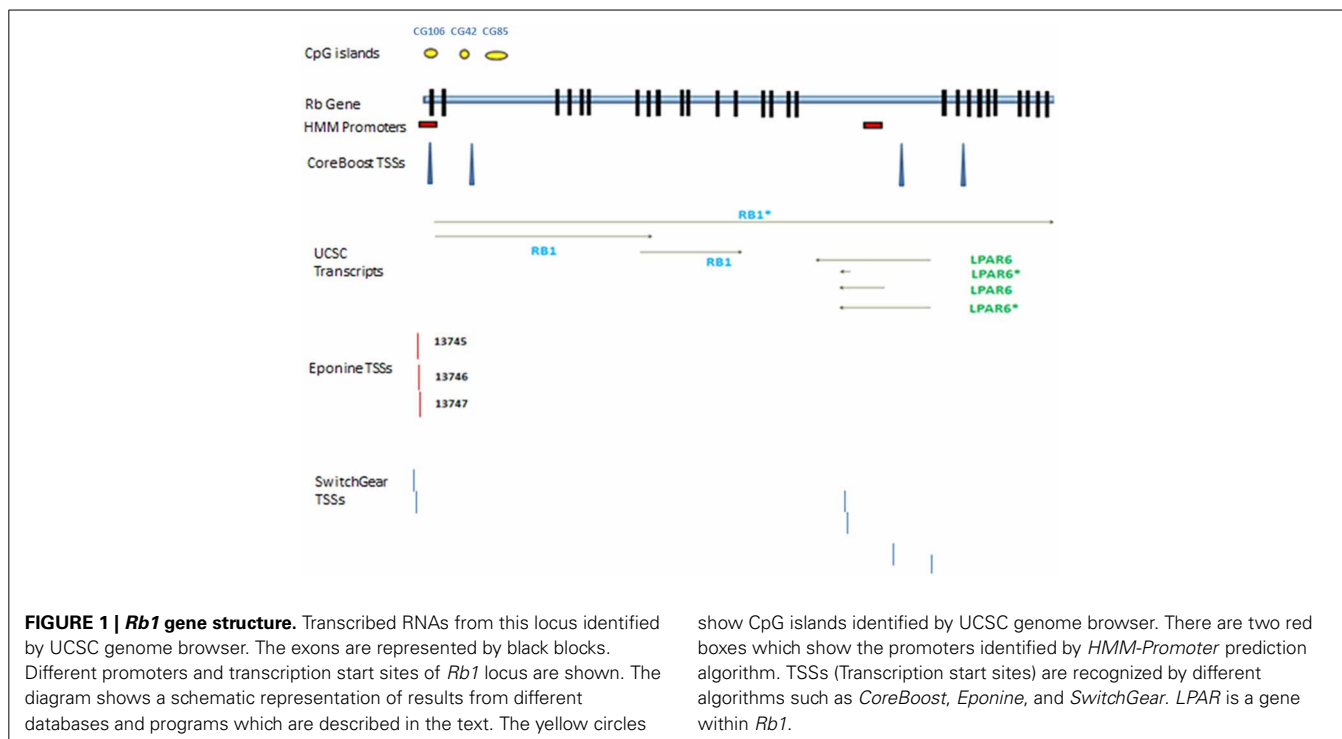 CG106 CG42 CG85
CpG islands
Rb Gene
HMM Promoters
CoreBoost TSSs
RB1*
UCSC
Transcripts
RB1
RB1
LPAR6
LPAR6*
LPAR6
LPAR6*
Eponine TSSs
13745
13746
13747
SwitchGear
TSSs
FIGURE 1 | Rb1 gene structure. Transcribed RNAs from this locus identified
by UCSC genome browser. The exons are represented by black blocks.
Different promoters and transcription start sites of Rb1 locus are shown. The
diagram shows a schematic representation of results from different
databases and programs which are described in the text. The yellow circles
show CpG islands identified by UCSC genome browser. There are two red
boxes which show the promoters identified by HMM-Promoter prediction
algorithm. TSSs (Transcription start sites) are recognized by different
algorithms such as CoreBoost, Eponine, and SwitchGear. LPAR is a gene
within Rb1.